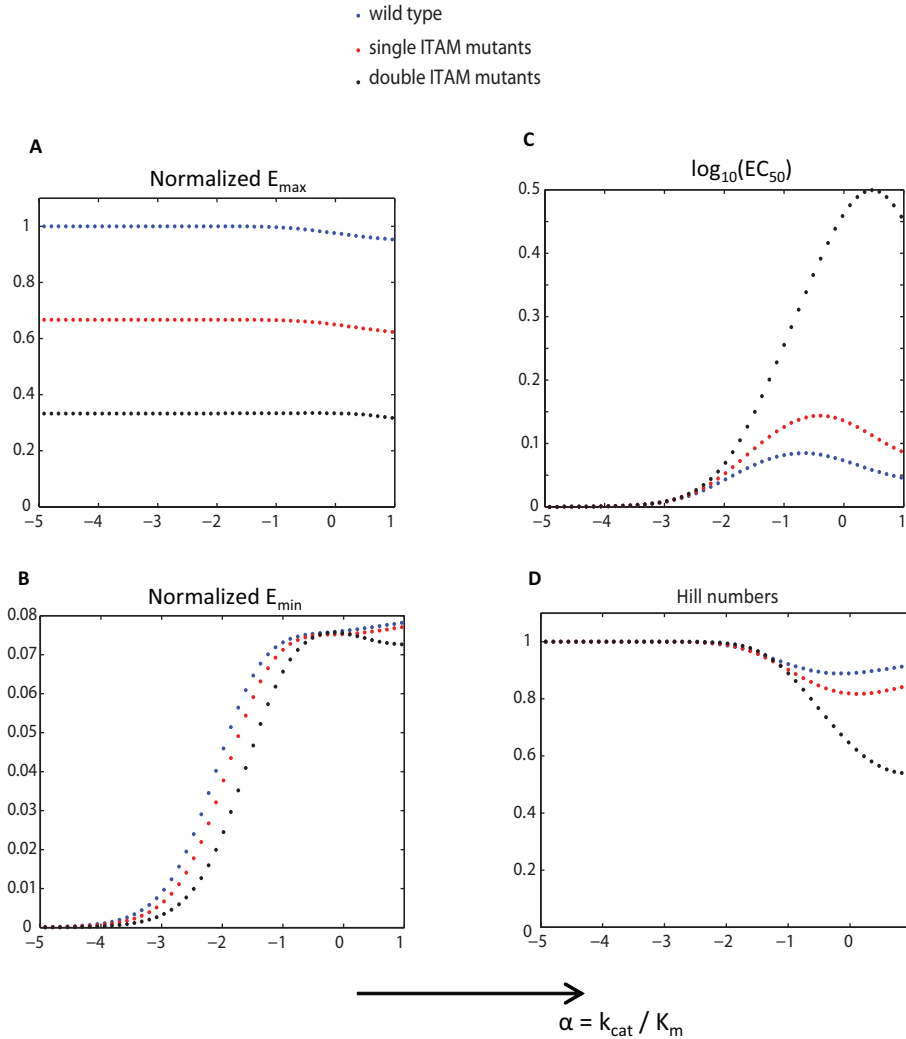 wild type
single ITAM mutants
double ITAM mutants
A
Normalized Emax
1
0.8
0.6
0.4
0.2
0
−5 −4 −3 −2 −1 0 1
C
log10(EC50)
0.5
0.4
0.3
0.2
0.1
0
−5 −4 −3 −2 −1 0 1
B
Normalized Emin
0.08
0.07
0.06
0.05
0.04
0.03
0.02
0.01
0
−5 −4 −3 −2 −1 0 1
D
Hill numbers
1
0.8
0.6
0.4
0.2
0
−5 −4 −3 −2 −1 0 1
α = kcat / Km